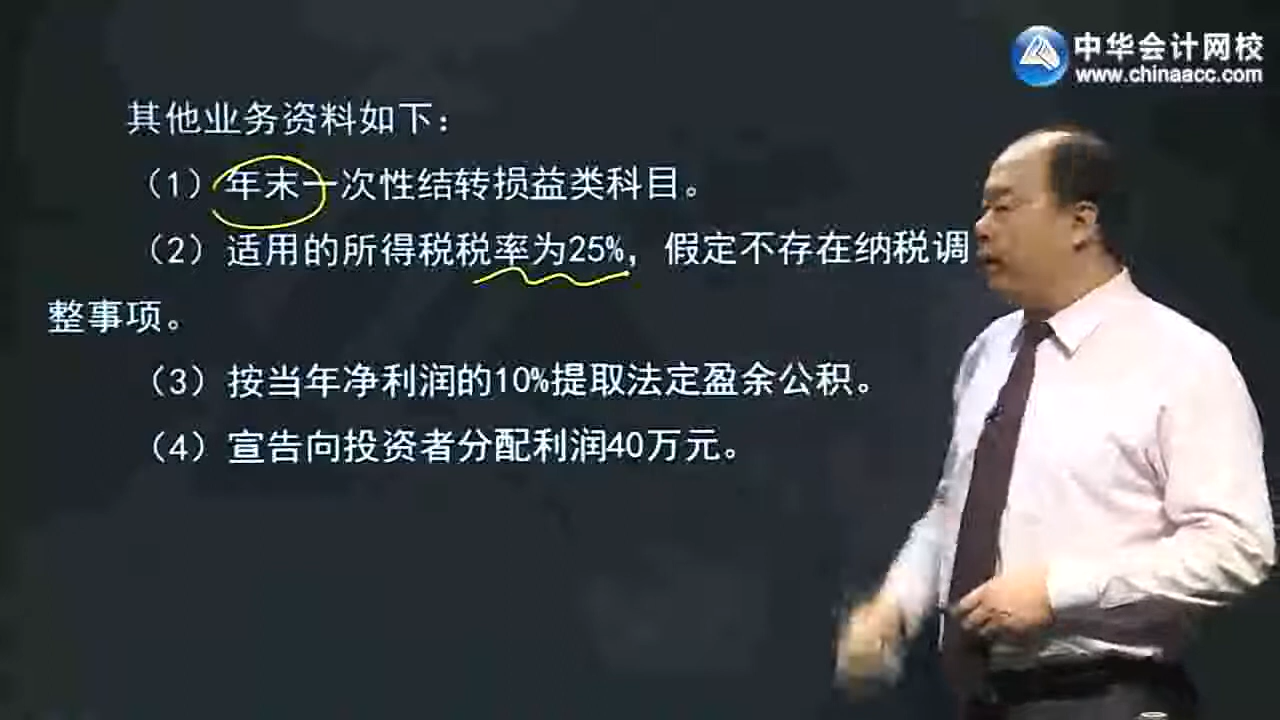 中华会计网校
www.chinaacc.com
其他业务资料如下：
（1）年末一次性结转损益类科目。
（2）适用的所得税税率为25%，假定不存在纳税调
整事项。
（3）按当年净利润的10%提取法定盈余公积。
（4）宣告向投资者分配利润40万元。